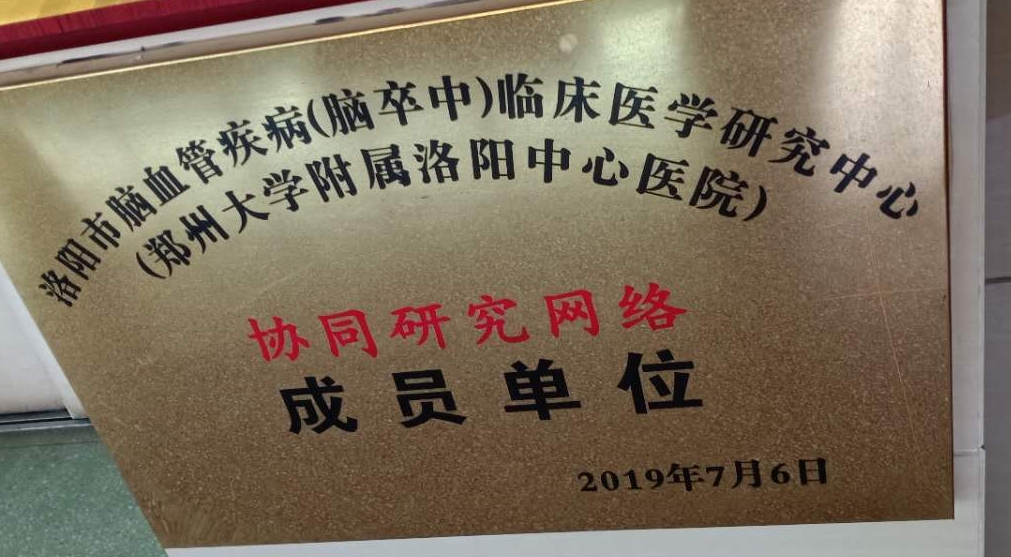 洛阳市脑血管疾病(脑卒中)临床医学研究中心
(郑州大学附属洛阳中心医院)
协同研究网络
成员单位
2019年7月6日